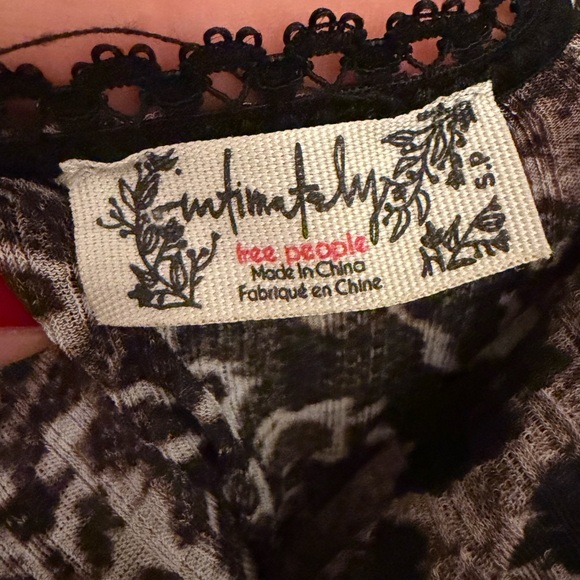 intimately
free people
Made In China
Fabriqué en Chine
S.P